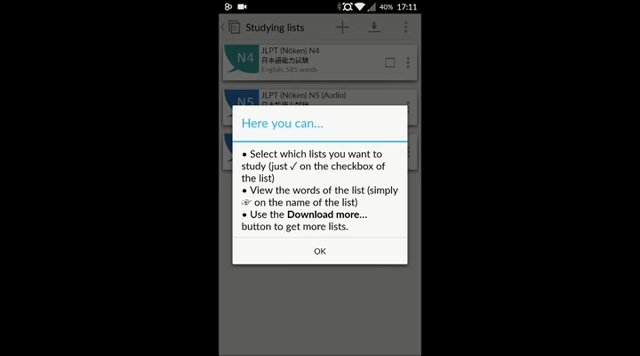 40% 17:11
Studying lists
N4
JLPT (Nōken) N4
日本語能力試験
English, 585 words
N5
JLPT (Nōken) N5 (Audio)
Here you can...
• Select which lists you want to
study (just ✓ on the checkbox of
the list)
• View the words of the list (simply
☞ on the name of the list)
• Use the Download more...
button to get more lists.
OK